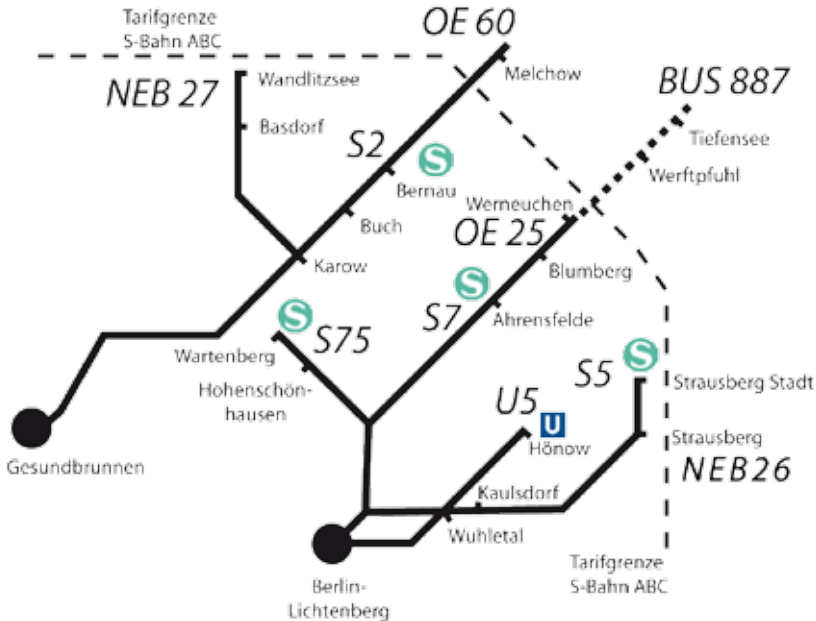 Tarifgrenze
S-Bahn ABC
OE 60
Melchow
Wandlitzsee
NEB 27
BUS 887
Basdorf
Tiefensee
S2
S
Werftpfuhl
Bernau
Werneuchen
Buch
OE 25
Karow
Blumberg
S
S7
Ahrensfelde
S
S75
Wartenberg
S
S5
Strausberg Stadt
Hohenschön-
hausen
U5
U
Hönow
Strausberg
NEB26
Gesundbrunnen
Kaulsdorf
Wuhletal
Tarifgrenze
S-Bahn ABC
Berlin-
Lichtenberg